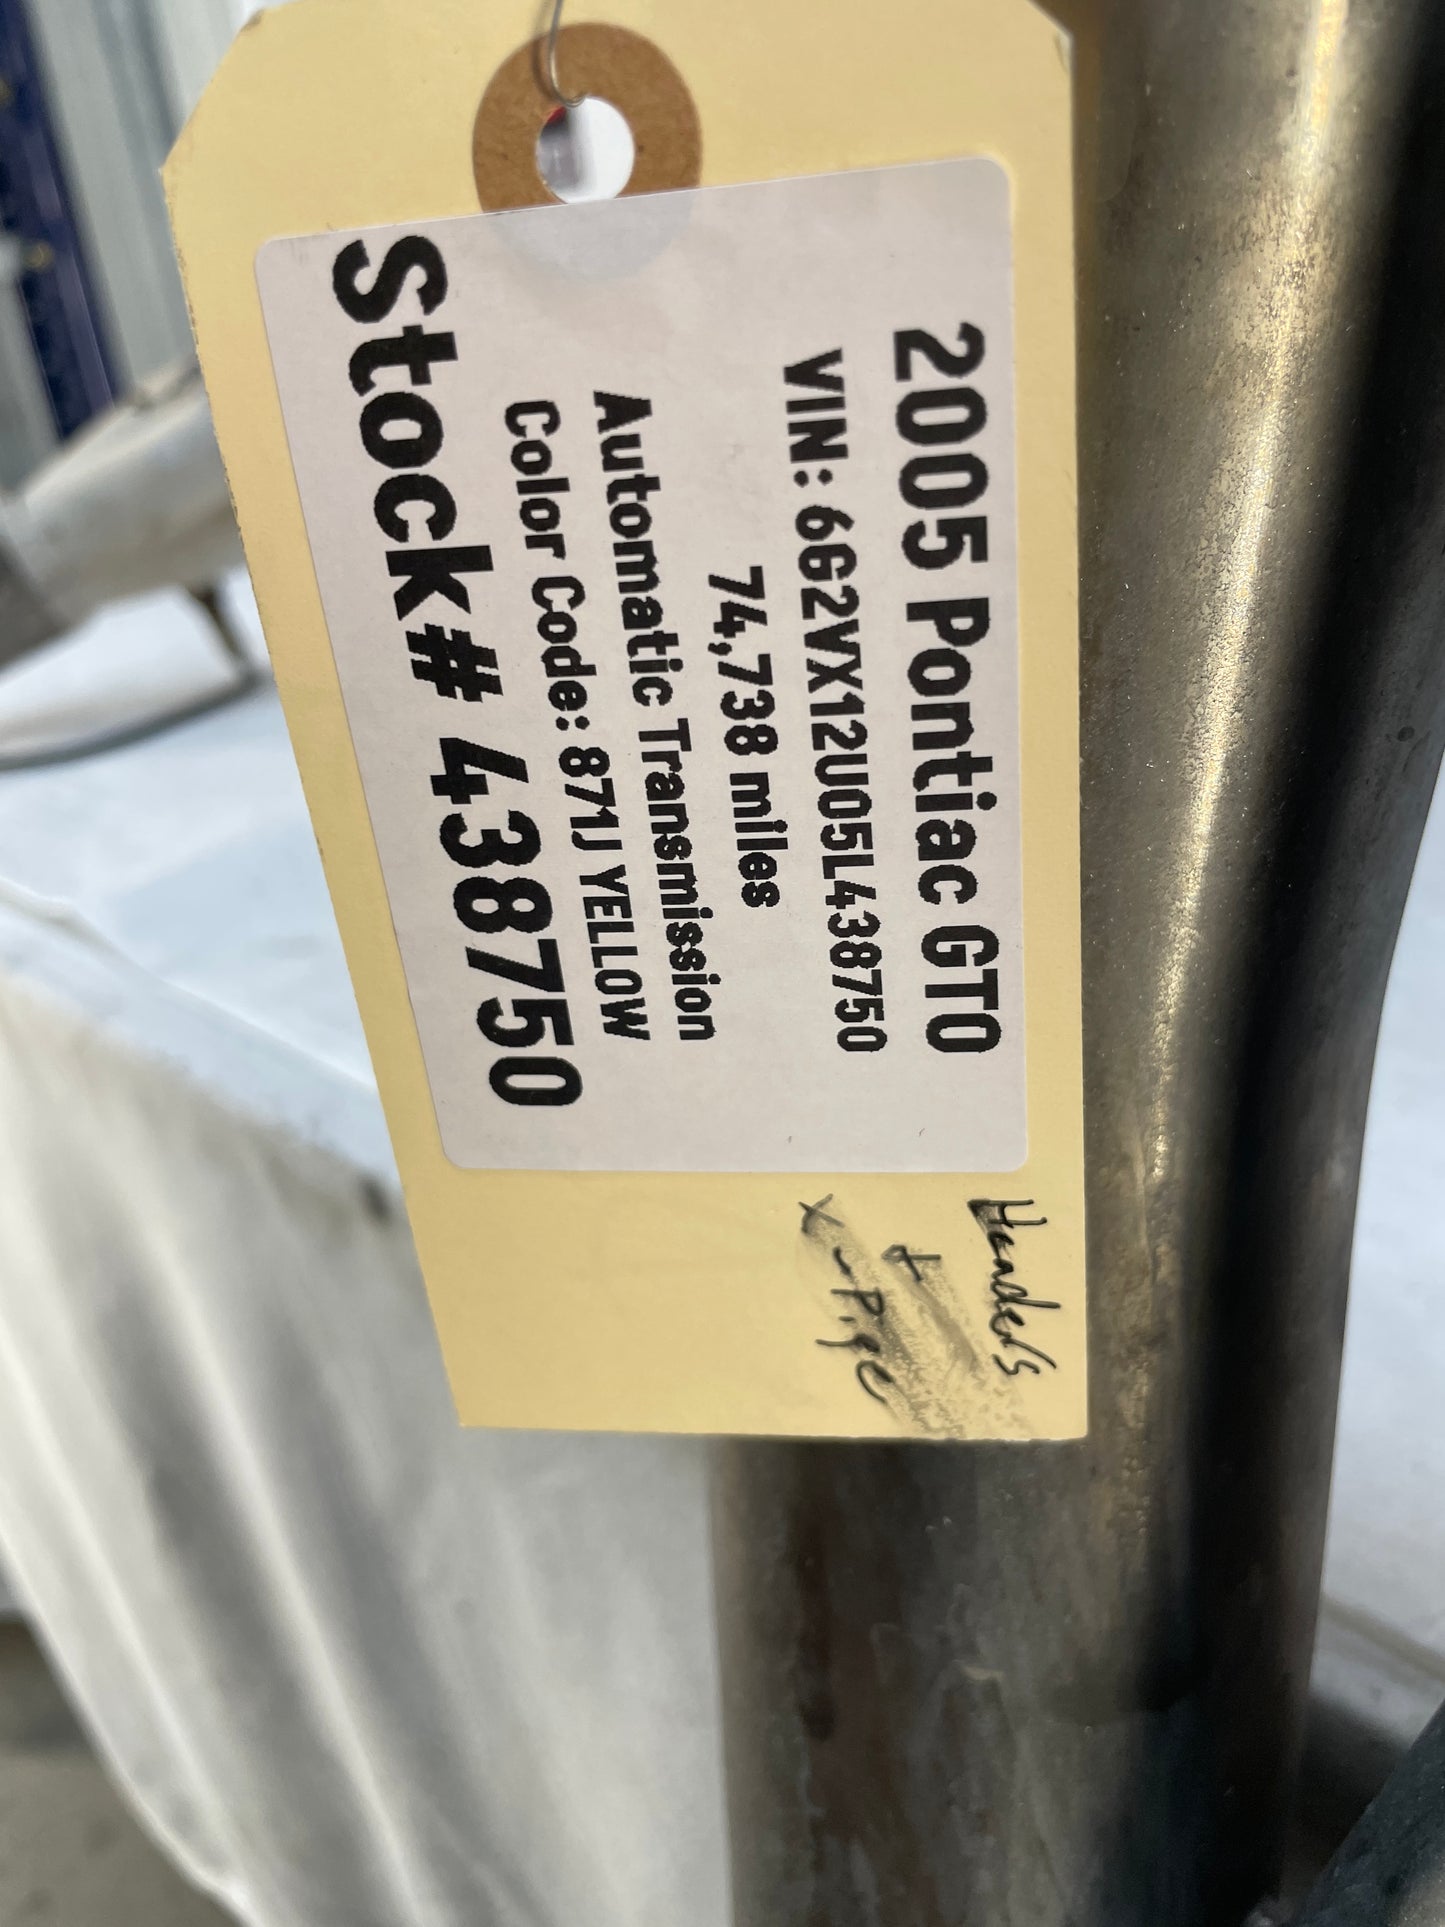 2005 Pontiac GTO
VIN: 6G2VX12U05L438750
74,738 miles
Automatic Transmission
Color Code: 871J YELLOW
Stock# 438750
Headers
+
X-Pipe